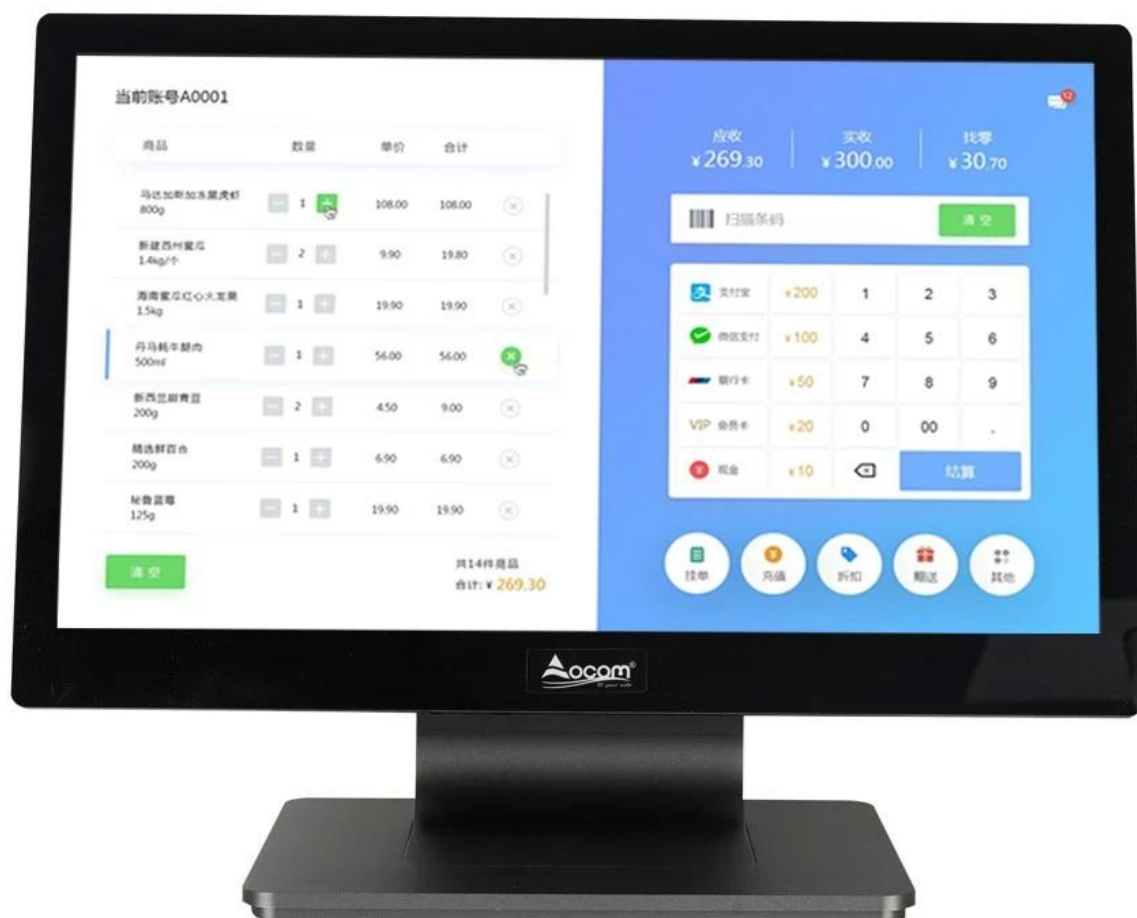 当前账号A0001
商品 数量 单价 合计
马达加斯加冻黑虎虾
800g
1 108.00 108.00
新疆西州蜜瓜
1.4kg/个
2 9.90 19.80
海南蜜瓜红心火龙果
1.5kg
1 19.90 19.90
丹马牦牛腿肉
500ml
1 56.00 56.00
新西兰甜青豆
200g
2 4.50 9.00
精选鲜百合
200g
1 6.90 6.90
秘鲁蓝莓
125g
1 19.90 19.90
清空
共14件商品
合计:¥ 269.30
12
应收 实收 找零
¥269.30 ¥300.00 ¥30.70
扫描条码 清空
支付宝 ¥200 1 2 3
微信支付 ¥100 4 5 6
银行卡 ¥50 7 8 9
VIP 会员卡 ¥20 0 00 .
¥ 现金 ¥10 结算
挂单 ¥ 充值 折扣 赠送 其他
Aocom®